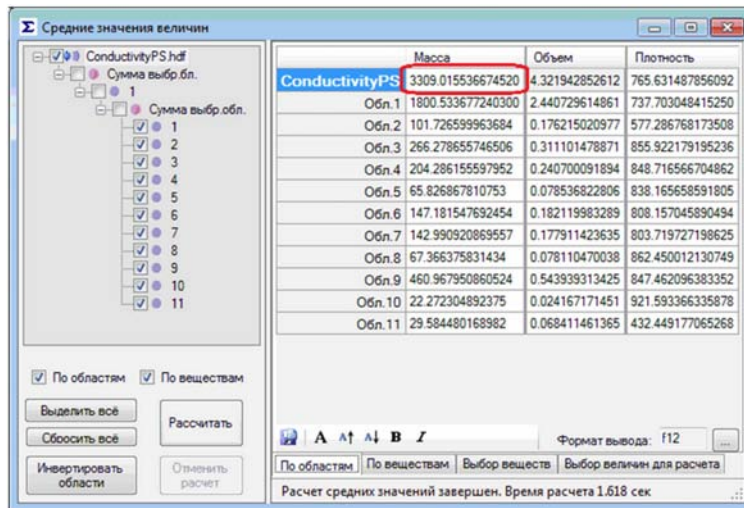 Σ Средние значения величин
ConductivityPS.hdf
Сумма выбр.бл.
1
Сумма выбр.обл.
1
2
3
4
5
6
7
8
9
10
11
По областям По веществам
Выделить всё
Сбосить всё
Рассчитать
Инвертировать области
Отменить расчет
Масса Объем Плотность
ConductivityPS 3309.015536674520 4.321942852612 765.631487856092
Обл.1 1800.533677240300 2.440729614861 737.703048415250
Обл.2 101.726599963684 0.176215020977 577.286768173508
Обл.3 266.278655746506 0.311101478871 855.922179195236
Обл.4 204.286155597952 0.240700091894 848.716566704862
Обл.5 65.826867810753 0.078536822806 838.165658591805
Обл.6 147.181547692454 0.182119983289 808.157045890494
Обл.7 142.990920869557 0.177911423635 803.719727198625
Обл.8 67.366375831434 0.078110470038 862.450012130749
Обл.9 460.967950860524 0.543939313425 847.462096383352
Обл.10 22.272304892375 0.024167171451 921.593366335878
Обл.11 29.584480168982 0.068411461365 432.449177065268
A A↑ A↓ B I Формат вывода: f12 ...
По областям По веществам Выбор веществ Выбор величин для расчета
Расчет средних значений завершен. Время расчета 1.618 сек